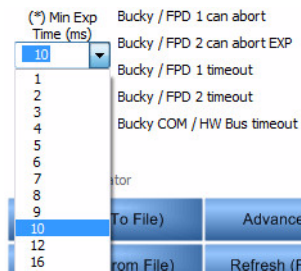 (*) Min Exp
Time (ms)
10
1
2
3
4
5
6
7
8
9
10
12
16
Bucky / FPD 1 can abort
Bucky / FPD 2 can abort EXP
Bucky / FPD 1 timeout
Bucky / FPD 2 timeout
Bucky COM / HW Bus timeout
To File)
Advance
rom File)
Refresh (F